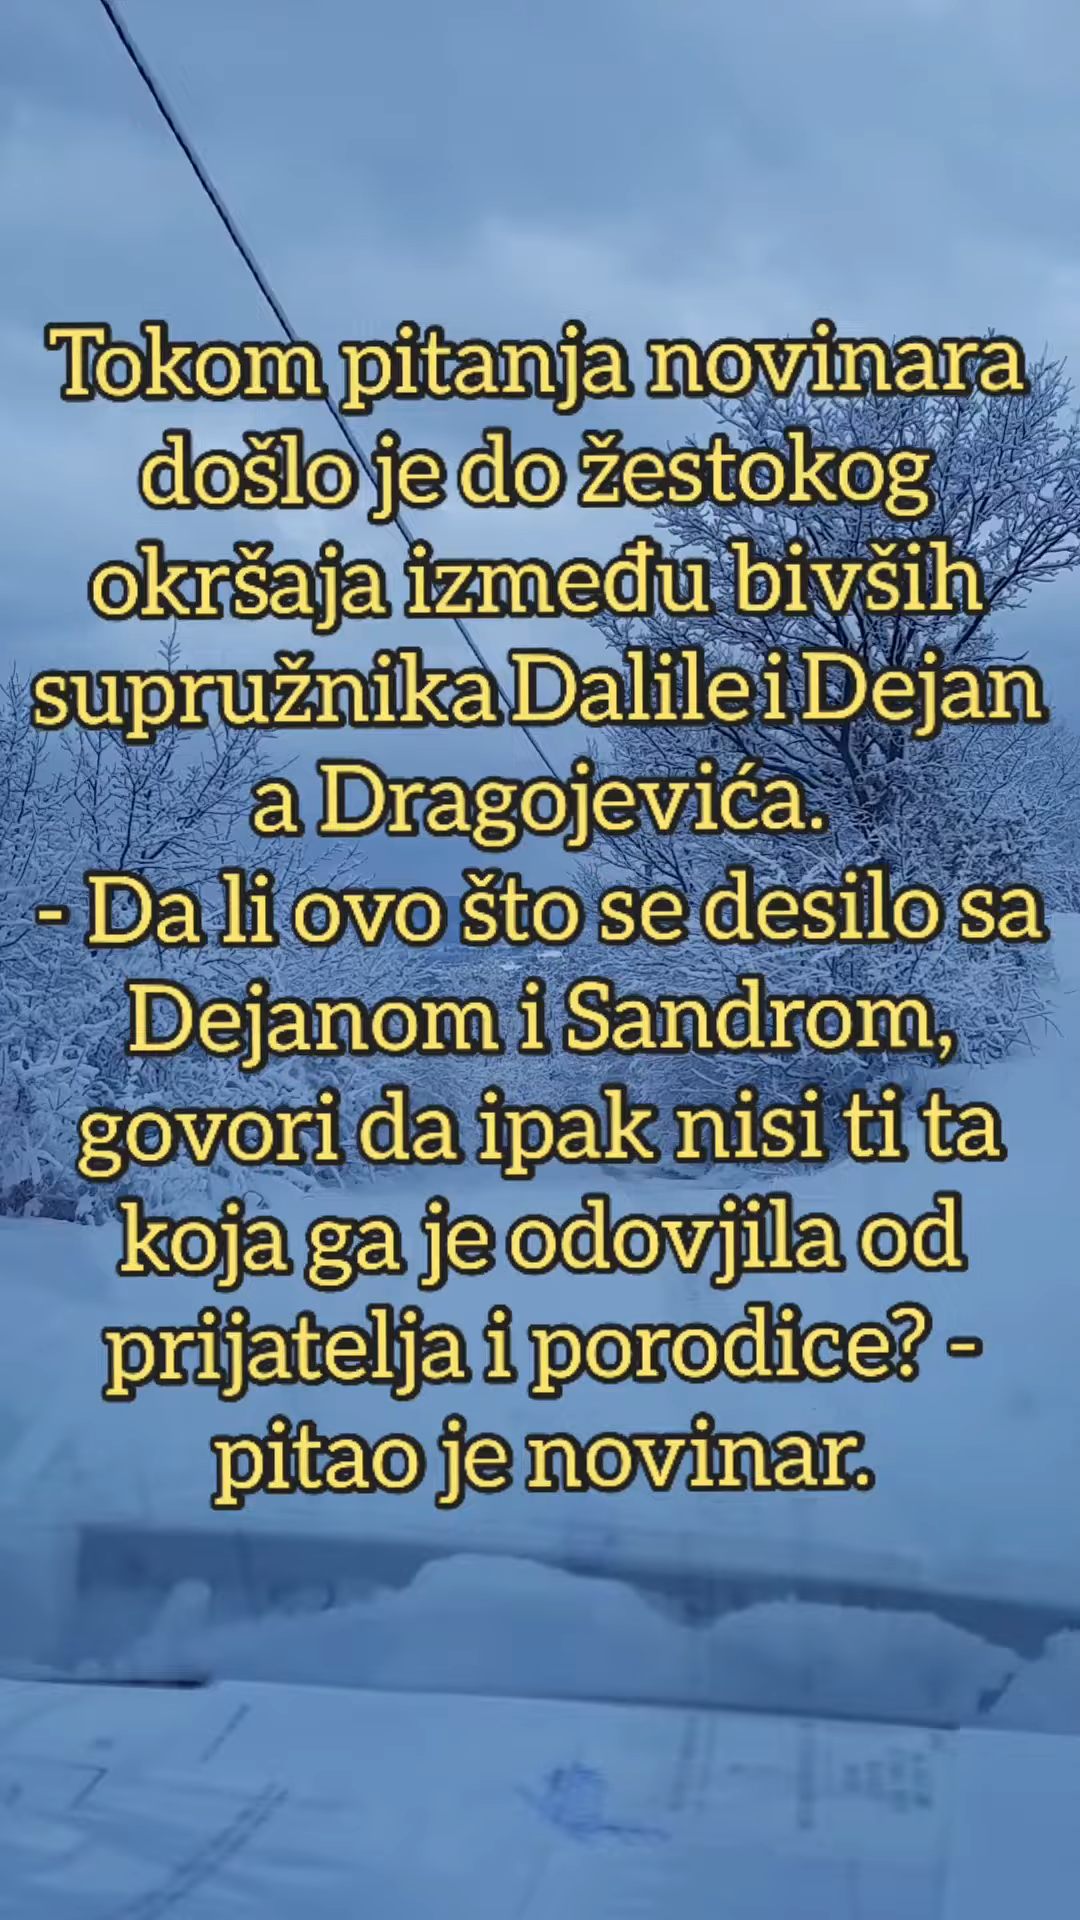 Tokom pitanja novinara
došlo je do žestokog
okršaja između bivših
supružnika Dalile i Dejan
a Dragojevića.
- Da li ovo što se desilo sa
Dejanom i Sandrom,
govori da ipak nisi ti ta
koja ga je odovjila od
prijatelja i porodice? -
pitao je novinar.